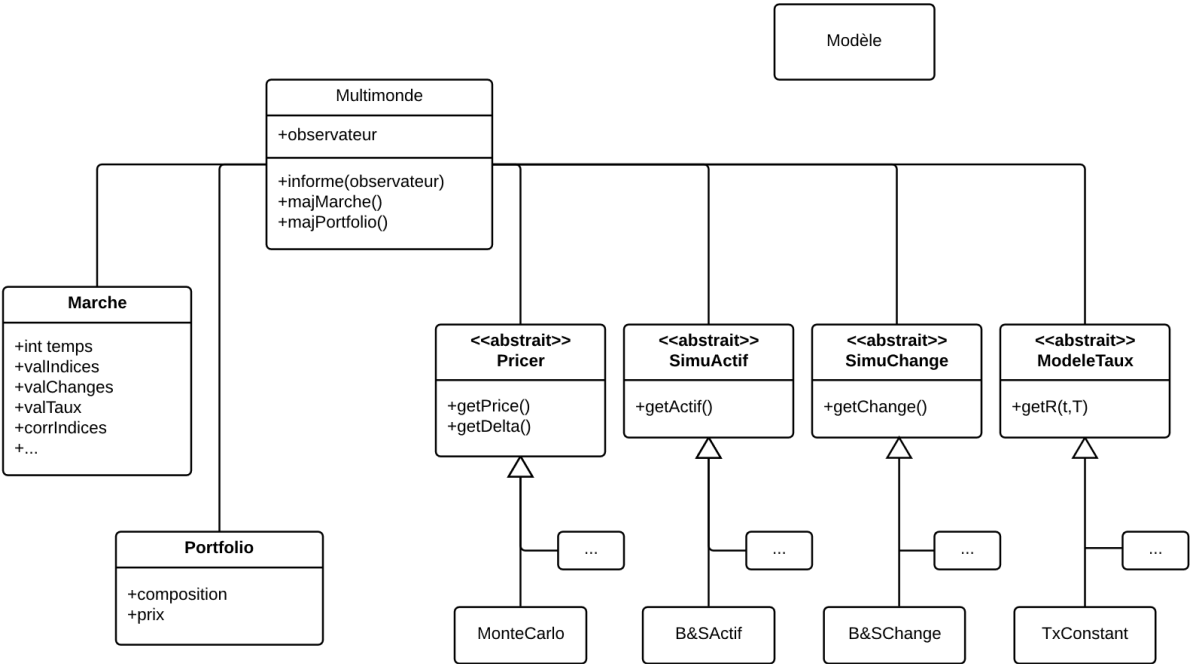 Modèle
Multimonde
+observateur
+informe(observateur)
+majMarche()
+majPortfolio()
Marche
+int temps
+valIndices
+valChanges
+valTaux
+corrIndices
+...
Portfolio
+composition
+prix
<<abstrait>>
Pricer
+getPrice()
+getDelta()
<<abstrait>>
SimuActif
+getActif()
<<abstrait>>
SimuChange
+getChange()
<<abstrait>>
ModeleTaux
+getR(t,T)
...
...
...
...
MonteCarlo
B&SActif
B&SChange
TxConstant